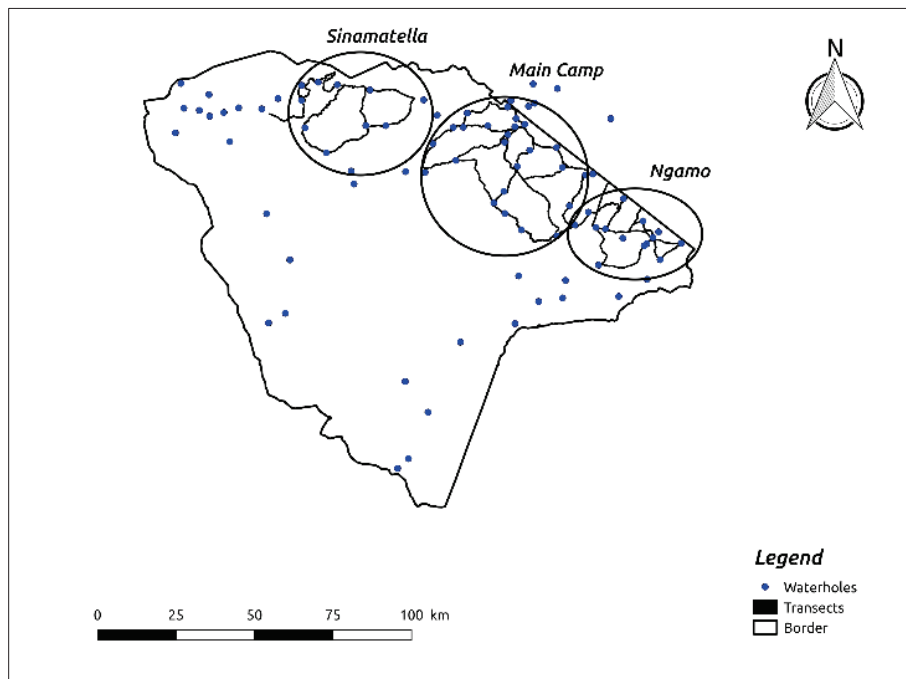 Sinamatella
Main Camp
N
Ngamo
Legend
Waterholes
Transects
Border
0 25 50 75 100 km